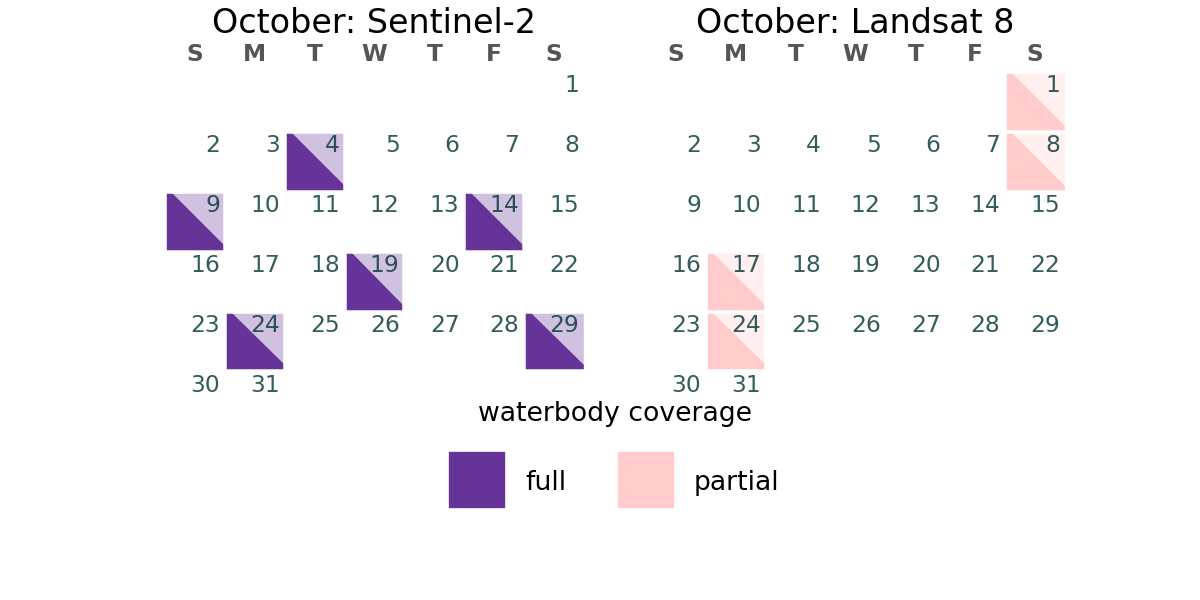 October: Sentinel-2
S M T W T F S
1
2 3 4 5 6 7 8
9 10 11 12 13 14 15
16 17 18 19 20 21 22
23 24 25 26 27 28 29
30 31
October: Landsat 8
S M T W T F S
1
2 3 4 5 6 7 8
9 10 11 12 13 14 15
16 17 18 19 20 21 22
23 24 25 26 27 28 29
30 31
waterbody coverage
full
partial